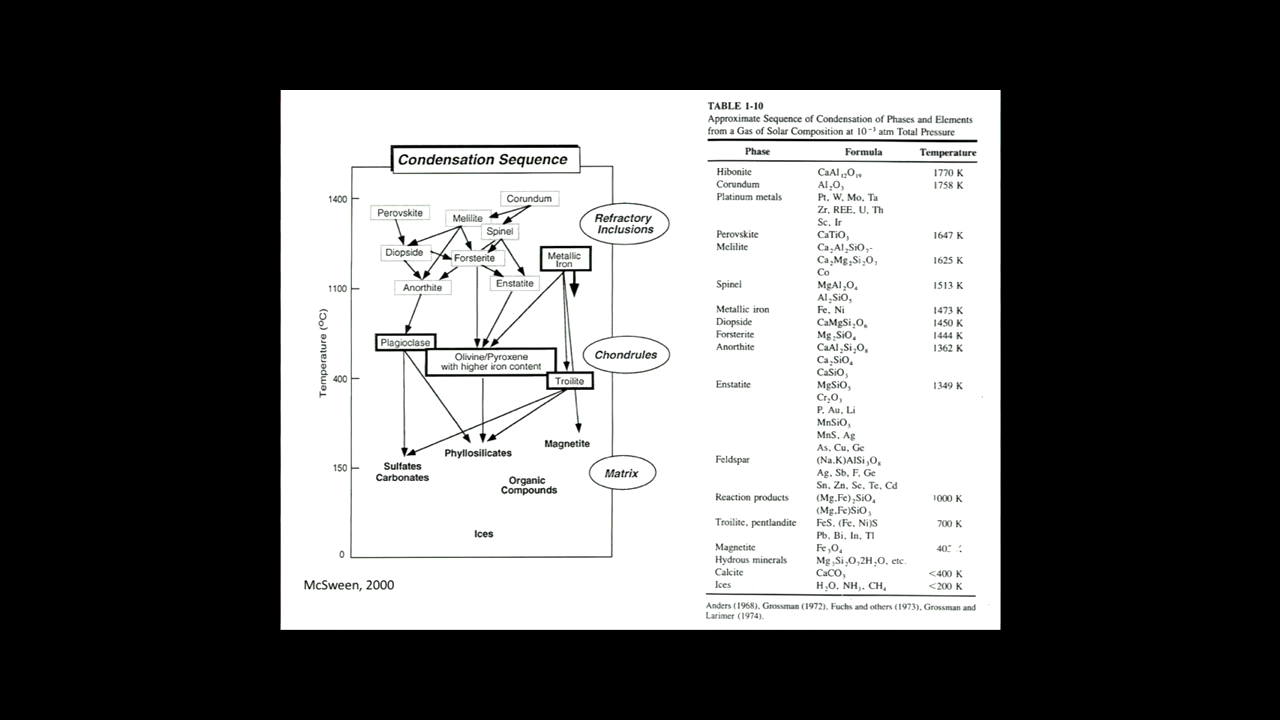 Condensation Sequence
1400
1100
400
150
0
Temperature (ºC)
Corundum
Perovskite
Melilite
Spinel
Diopside
Forsterite
Metallic
Iron
Anorthite
Enstatite
Plagioclase
Olivine/Pyroxene
with higher iron content
Troilite
Magnetite
Phyllosilicates
Sulfates
Carbonates
Organic
Compounds
Ices
Refractory
Inclusions
Chondrules
Matrix
McSween, 2000
TABLE 1-10
Approximate Sequence of Condensation of Phases and Elements
from a Gas of Solar Composition at 10⁻³ atm Total Pressure
Phase Formula Temperature
Hibonite CaAl₁₂O₁₉ 1770 K
Corundum Al₂O₃ 1758 K
Platinum metals Pt, W, Mo, Ta
Zr, REE, U, Th
Sc, Ir
Perovskite CaTiO₃ 1647 K
Melilite Ca₂Al₂SiO₇-
Ca₂Mg₂Si₂O₇ 1625 K
Co
Spinel MgAl₂O₄ 1513 K
Al₂SiO₅
Metallic iron Fe, Ni 1473 K
Diopside CaMgSi₂O₆ 1450 K
Forsterite Mg₂SiO₄ 1444 K
Anorthite CaAl₂Si₂O₈ 1362 K
Ca₂SiO₄
CaSiO₃
Enstatite MgSiO₃ 1349 K
Cr₂O₃
P, Au, Li
MnSiO₃
MnS, Ag
As, Cu, Ge
Feldspar (Na,K)AlSi₃O₈
Ag, Sb, F, Ge
Sn, Zn, Se, Te, Cd
Reaction products (Mg,Fe)₂SiO₄ 1000 K
(Mg,Fe)SiO₃
Troilite, pentlandite FeS, (Fe, Ni)S 700 K
Pb, Bi, In, Tl
Magnetite Fe₃O₄
Hydrous minerals Mg₃Si₂O₇2H₂O, etc.
Calcite CaCO₃ <400 K
Ices H₂O, NH₃, CH₄ <200 K
Anders (1968), Grossman (1972), Fuchs and others (1973), Grossman and
Larimer (1974).